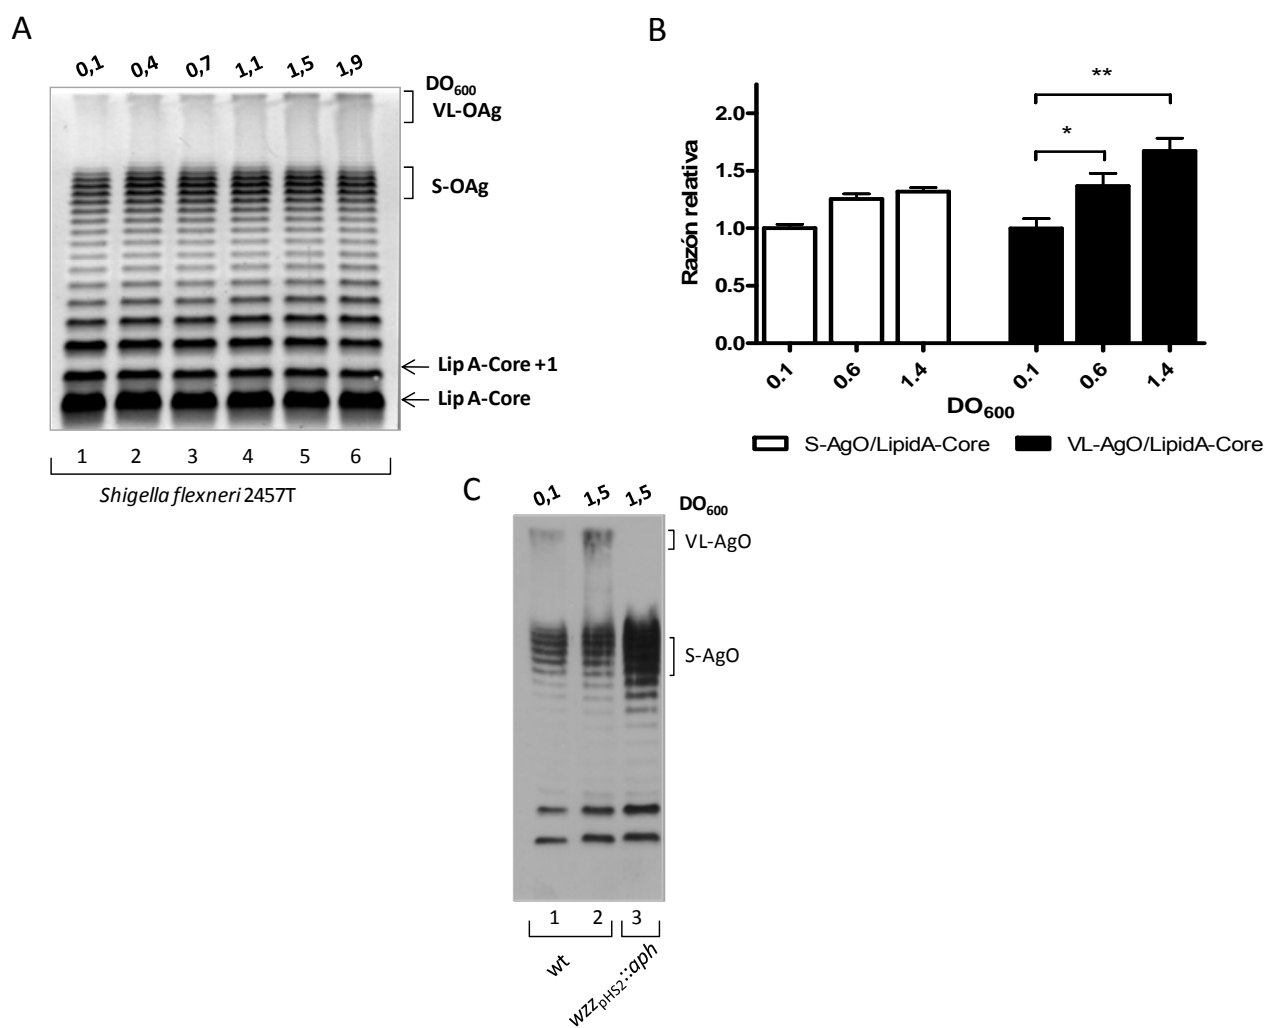 A
0,1 0,4 0,7 1,1 1,5 1,9
DO600
VL-OAg
S-OAg
Lip A-Core +1
Lip A-Core
1 2 3 4 5 6
Shigella flexneri 2457T
B
** 
*
2.0
1.5
1.0
0.5
0.0
Razón relativa
0.1 0.6 1.4 0.1 0.6 1.4
DO600
S-AgO/LipidA-Core VL-AgO/LipidA-Core
C
0,1 1,5 1,5
DO600
VL-AgO
S-AgO
1 2 3
wt wzzpHS2::aph